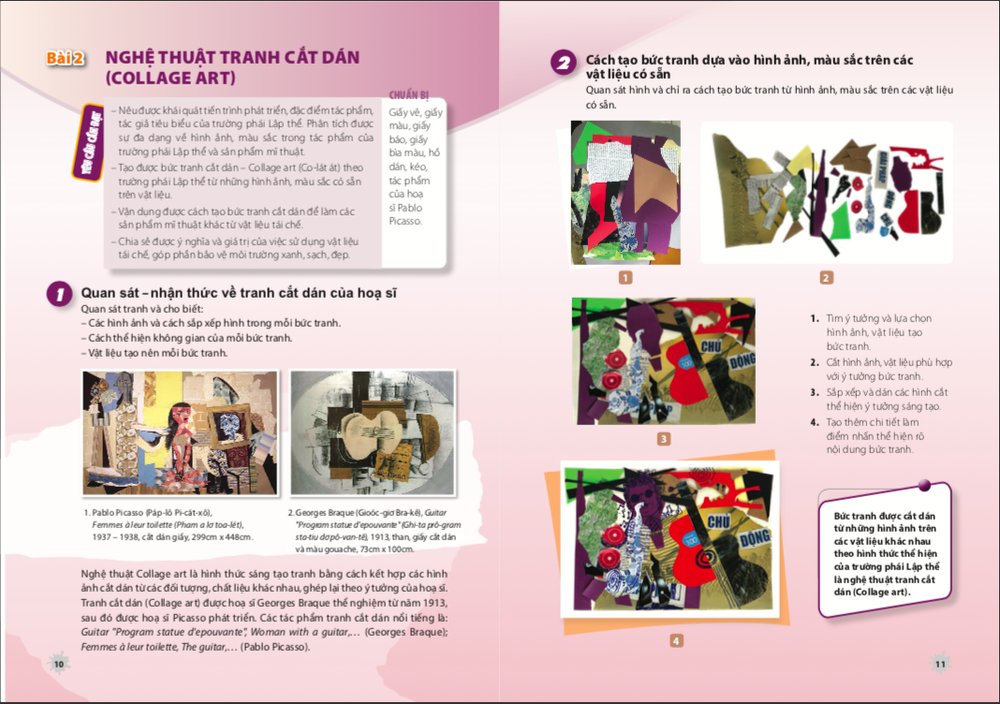 Bài 2
NGHỆ THUẬT TRANH CẮT DÁN
(COLLAGE ART)
YÊU CẦU CẦN ĐẠT
– Nêu được khái quát tiến trình phát triển, đặc điểm tác phẩm,
tác giả tiêu biểu của trường phái Lập thể. Phân tích được
sự đa dạng về hình ảnh, màu sắc trong tác phẩm của
trường phái Lập thể và sản phẩm mĩ thuật.
– Tạo được bức tranh cắt dán – Collage art (Co-lát át) theo
trường phái Lập thể từ những hình ảnh, màu sắc có sẵn
trên vật liệu.
– Vận dụng được cách tạo bức tranh cắt dán để làm các
sản phẩm mĩ thuật khác từ vật liệu tái chế.
– Chia sẻ được ý nghĩa và giá trị của việc sử dụng vật liệu
tái chế, góp phần bảo vệ môi trường xanh, sạch, đẹp.
CHUẨN BỊ
Giấy vẽ, giấy
màu, giấy
báo, giấy
bìa màu, hồ
dán, kéo,
tác phẩm
của hoạ
sĩ Pablo
Picasso.
1 Quan sát – nhận thức về tranh cắt dán của hoạ sĩ
Quan sát tranh và cho biết:
– Các hình ảnh và cách sắp xếp hình trong mỗi bức tranh.
– Cách thể hiện không gian của mỗi bức tranh.
– Vật liệu tạo nên mỗi bức tranh.
1. Pablo Picasso (Páp-lô Pi-cát-xô),
Femmes à leur toilette (Pham a lơ toa-lét),
1937 – 1938, cắt dán giấy, 299cm x 448cm.
2. Georges Braque (Gioóc-giơ Bra-kê), Guitar
"Program statue d'epouvante" (Ghi-ta prô-gram
sta-tiu dơpô-van-tê), 1913, than, giấy cắt dán
và màu gouache, 73cm x 100cm.
Nghệ thuật Collage art là hình thức sáng tạo tranh bằng cách kết hợp các hình
ảnh cắt dán từ các đối tượng, chất liệu khác nhau, ghép lại theo ý tưởng của hoạ sĩ.
Tranh cắt dán (Collage art) được hoạ sĩ Georges Braque thể nghiệm từ năm 1913,
sau đó được hoạ sĩ Picasso phát triển. Các tác phẩm tranh cắt dán nổi tiếng là:
Guitar "Program statue d'epouvante", Woman with a guitar,… (Georges Braque);
Femmes à leur toilette, The guitar,… (Pablo Picasso).
10
2 Cách tạo bức tranh dựa vào hình ảnh, màu sắc trên các
vật liệu có sẵn
Quan sát hình và chỉ ra cách tạo bức tranh từ hình ảnh, màu sắc trên các vật liệu có
sẵn.
GIẢI PHÁP
1
2
CHỦ
ĐỘNG
3
1. Tìm ý tưởng và lựa chọn
hình ảnh, vật liệu tạo
bức tranh.
2. Cắt hình ảnh, vật liệu phù hợp
với ý tưởng bức tranh.
3. Sắp xếp và dán các hình cắt
thể hiện ý tưởng sáng tạo.
4. Tạo thêm chi tiết làm
điểm nhấn thể hiện rõ
nội dung bức tranh.
CHỦ
ĐỘNG
4
Bức tranh được cắt dán
từ những hình ảnh trên
các vật liệu khác nhau
theo hình thức thể hiện
của trường phái Lập thể
là nghệ thuật tranh cắt
dán (Collage art).
11